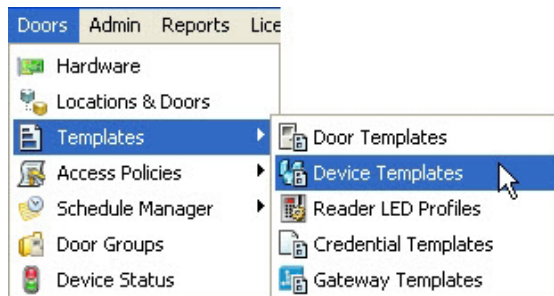 Doors Admin Reports Lice
Hardware
Locations & Doors
Templates
Access Policies
Schedule Manager
Door Groups
Device Status
Door Templates
Device Templates
Reader LED Profiles
Credential Templates
Gateway Templates